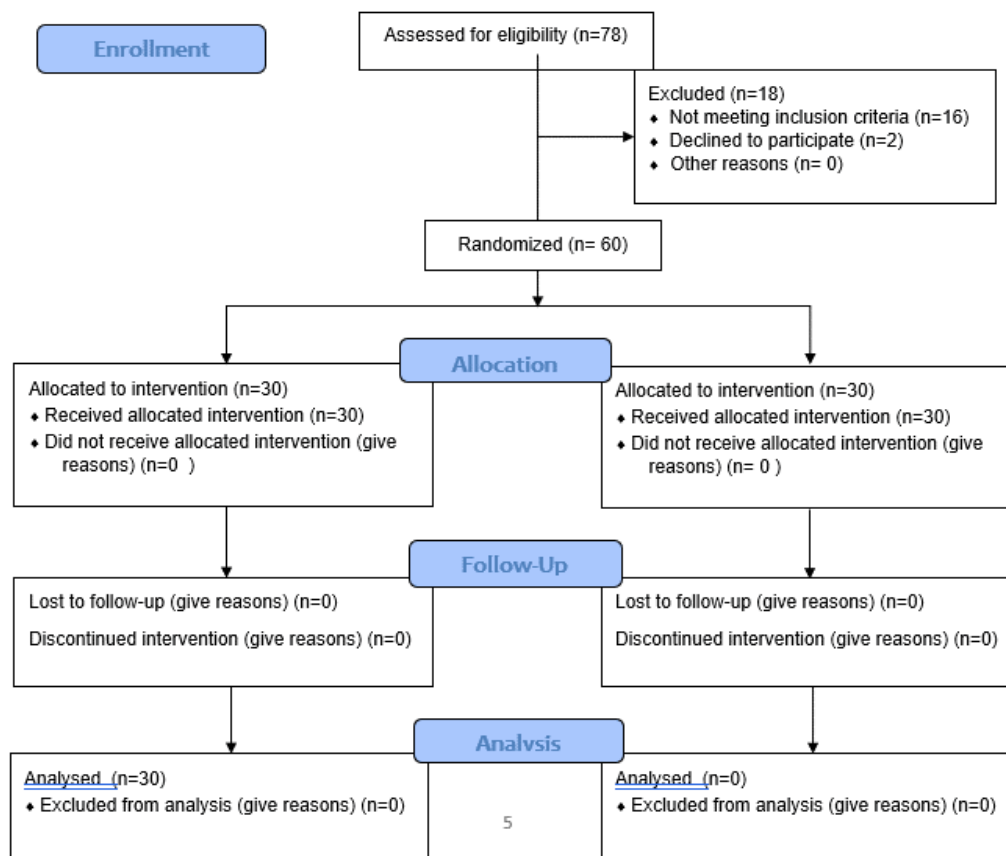 Enrollment
Assessed for eligibility (n=78)
Excluded (n=18)
♦ Not meeting inclusion criteria (n=16)
♦ Declined to participate (n=2)
♦ Other reasons (n= 0)
Randomized (n= 60)
Allocation
Allocated to intervention (n=30)
♦ Received allocated intervention (n=30)
♦ Did not receive allocated intervention (give
reasons) (n=0 )
Allocated to intervention (n=30)
♦ Received allocated intervention (n=30)
♦ Did not receive allocated intervention (give
reasons) (n= 0 )
Follow-Up
Lost to follow-up (give reasons) (n=0)
Discontinued intervention (give reasons) (n=0)
Lost to follow-up (give reasons) (n=0)
Discontinued intervention (give reasons) (n=0)
Analysis
Analysed (n=30)
♦ Excluded from analysis (give reasons) (n=0)
Analysed (n=0)
♦ Excluded from analysis (give reasons) (n=0)
5